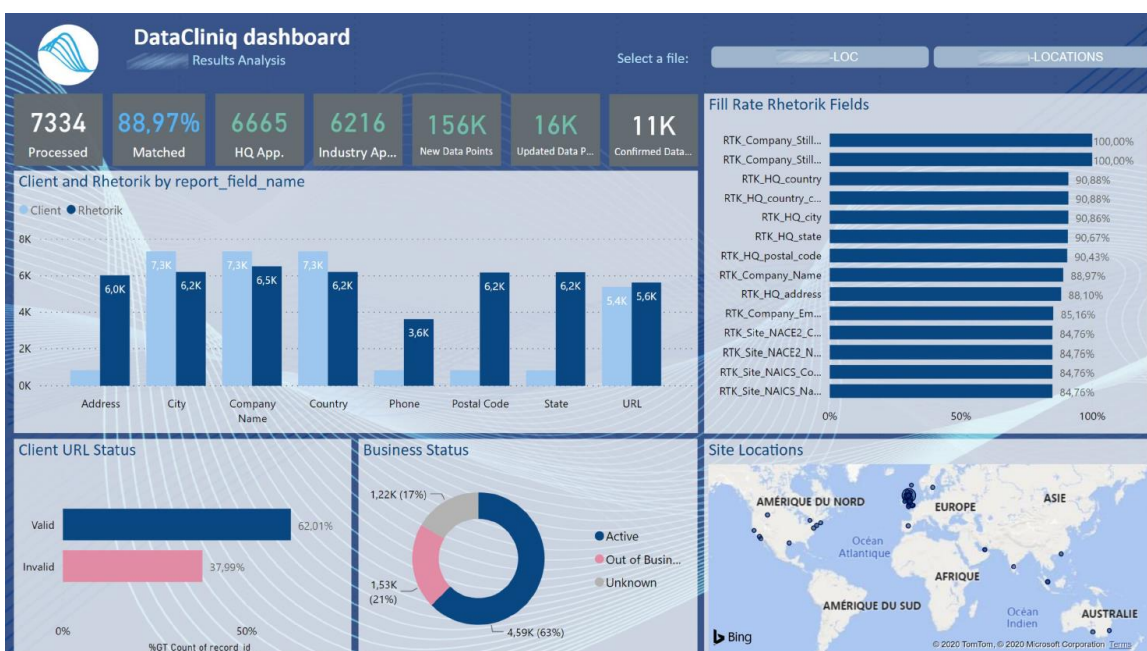 DataCliniq dashboard
Results Analysis
Select a file:
-LOC
-LOCATIONS
7334
Processed
88,97%
Matched
6665
HQ App.
6216
Industry Ap...
156K
New Data Points
16K
Updated Data P...
11K
Confirmed Data...
Client and Rhetorik by report_field_name
Client Rhetorik
8K
6K
4K
2K
0K
6,0K
7,3K
6,2K
7,3K
6,5K
7,3K
6,2K
3,6K
6,2K
6,2K
5,4K
5,6K
Address
City
Company
Name
Country
Phone
Postal Code
State
URL
Fill Rate Rhetorik Fields
RTK_Company_Still... 100,00%
RTK_Company_Still... 100,00%
RTK_HQ_country 90,88%
RTK_HQ_country_c... 90,88%
RTK_HQ_city 90,86%
RTK_HQ_state 90,67%
RTK_HQ_postal_code 90,43%
RTK_Company_Name 88,97%
RTK_HQ_address 88,10%
RTK_Company_Em... 85,16%
RTK_Site_NACE2_C... 84,76%
RTK_Site_NACE2_N... 84,76%
RTK_Site_NAICS_Co... 84,76%
RTK_Site_NAICS_Na... 84,76%
0% 50% 100%
Client URL Status
Valid 62,01%
Invalid 37,99%
0% 50%
%GT Count of record_id
Business Status
1,22K (17%)
1,53K
(21%)
4,59K (63%)
Active
Out of Busin...
Unknown
Site Locations
AMÉRIQUE DU NORD
EUROPE
ASIE
Océan
Atlantique
AFRIQUE
AMÉRIQUE DU SUD
Océan
Indien
AUSTRALIE
Bing
© 2020 TomTom, © 2020 Microsoft Corporation Terms